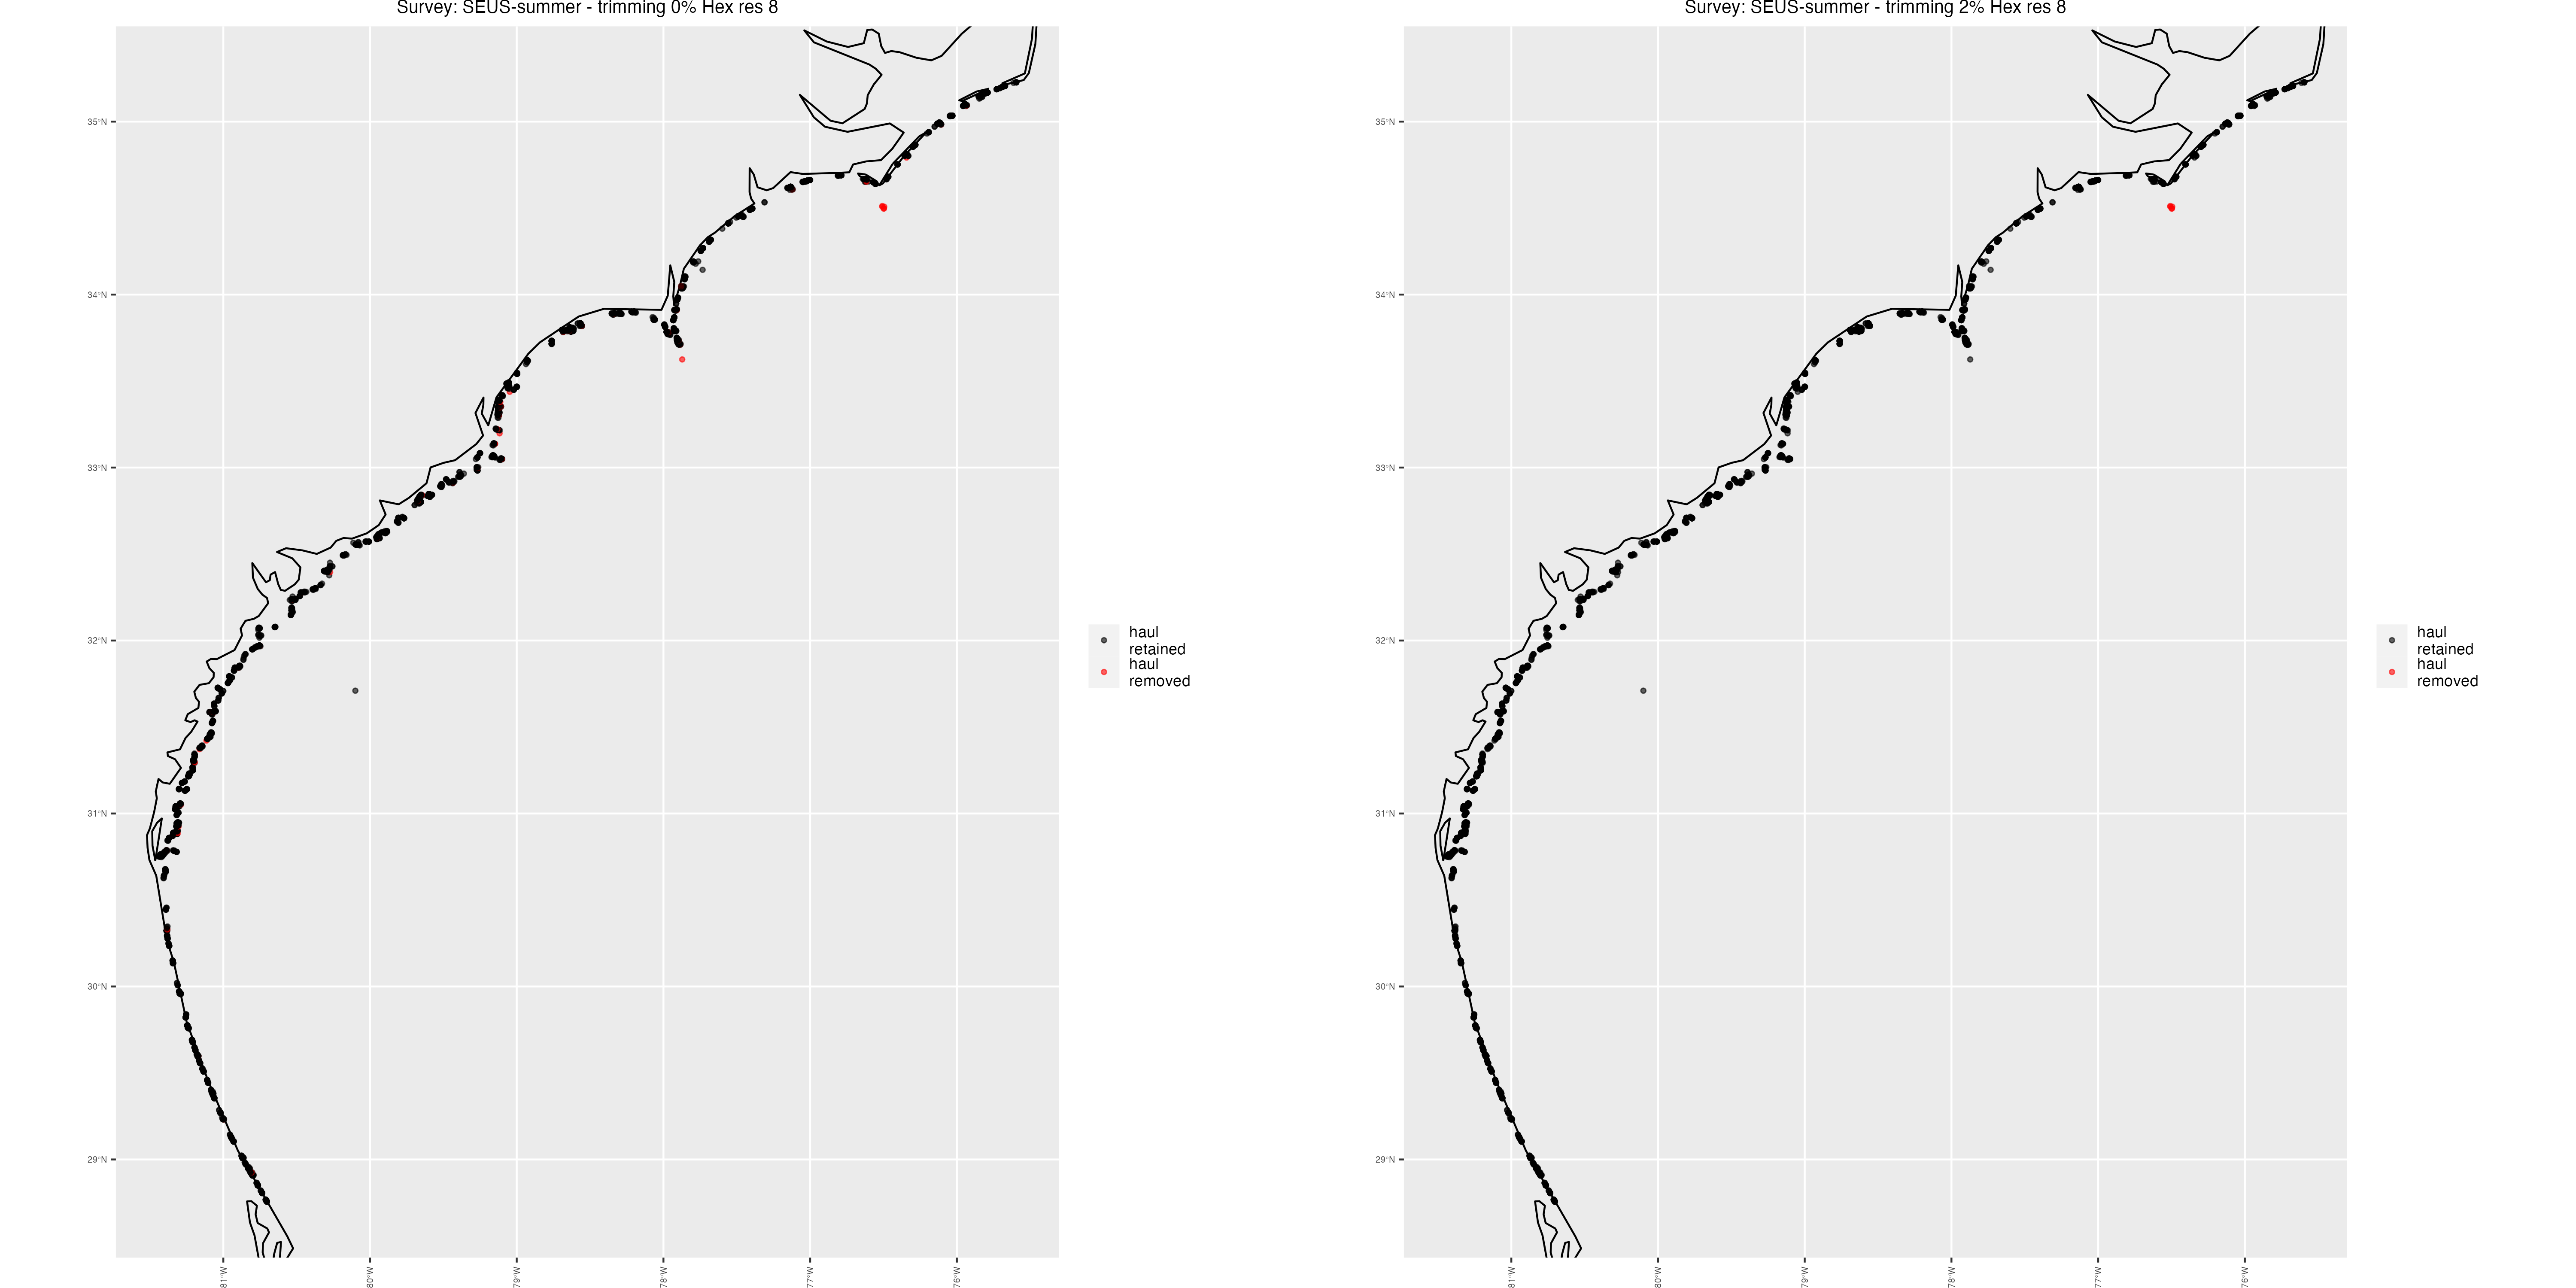 Survey: SEUS-summer - trimming 0% Hex res 8
35°N
34°N
33°N
32°N
31°N
30°N
29°N
81°W
80°W
79°W
78°W
77°W
76°W
haul
retained
haul
removed
Survey: SEUS-summer - trimming 2% Hex res 8
35°N
34°N
33°N
32°N
31°N
30°N
29°N
81°W
80°W
79°W
78°W
77°W
76°W
haul
retained
haul
removed